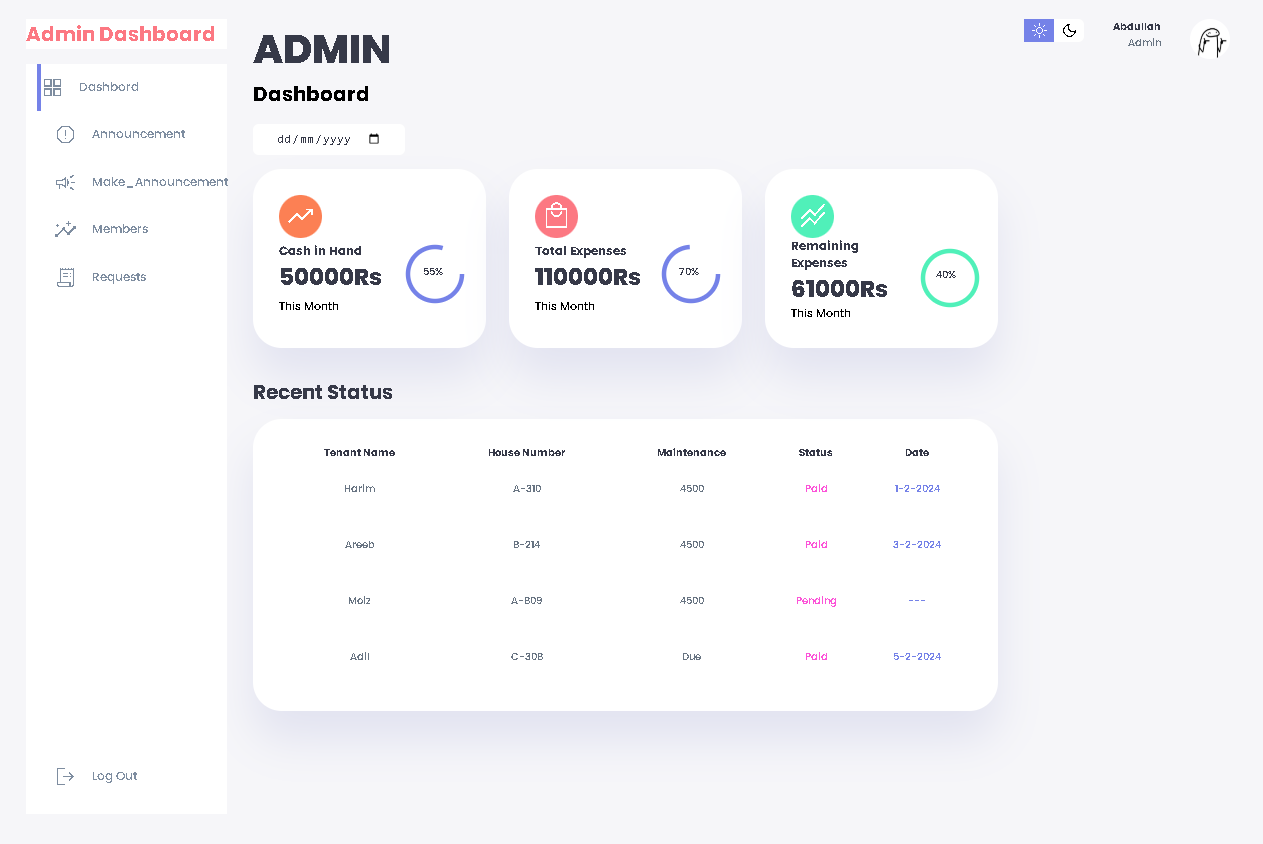 Admin Dashboard
Dashbord
Announcement
Make_Announcement
Members
Requests
Log Out
ADMIN
Dashboard
dd/mm/yyyy
Cash in Hand
50000Rs
This Month
55%
Total Expenses
110000Rs
This Month
70%
Remaining
Expenses
61000Rs
This Month
40%
Recent Status
Tenant Name House Number Maintenance Status Date
Harim A-310 4500 Paid 1-2-2024
Areeb B-214 4500 Paid 3-2-2024
Moiz A-809 4500 Pending ---
Adil C-308 Due Paid 5-2-2024
Abdullah
Admin